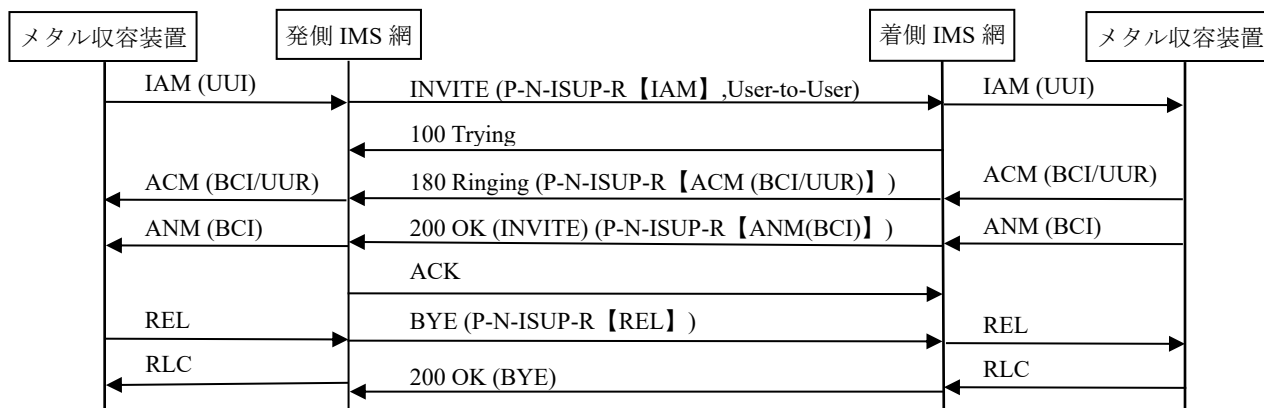 メタル収容装置 発側 IMS 網 着側 IMS 網 メタル収容装置
IAM (UUI) INVITE (P-N-ISUP-R【IAM】,User-to-User) IAM (UUI)
100 Trying
ACM (BCI/UUR) 180 Ringing (P-N-ISUP-R【ACM (BCI/UUR)】) ACM (BCI/UUR)
ANM (BCI) 200 OK (INVITE) (P-N-ISUP-R【ANM(BCI)】) ANM (BCI)
ACK
REL BYE (P-N-ISUP-R【REL】) REL
RLC 200 OK (BYE) RLC